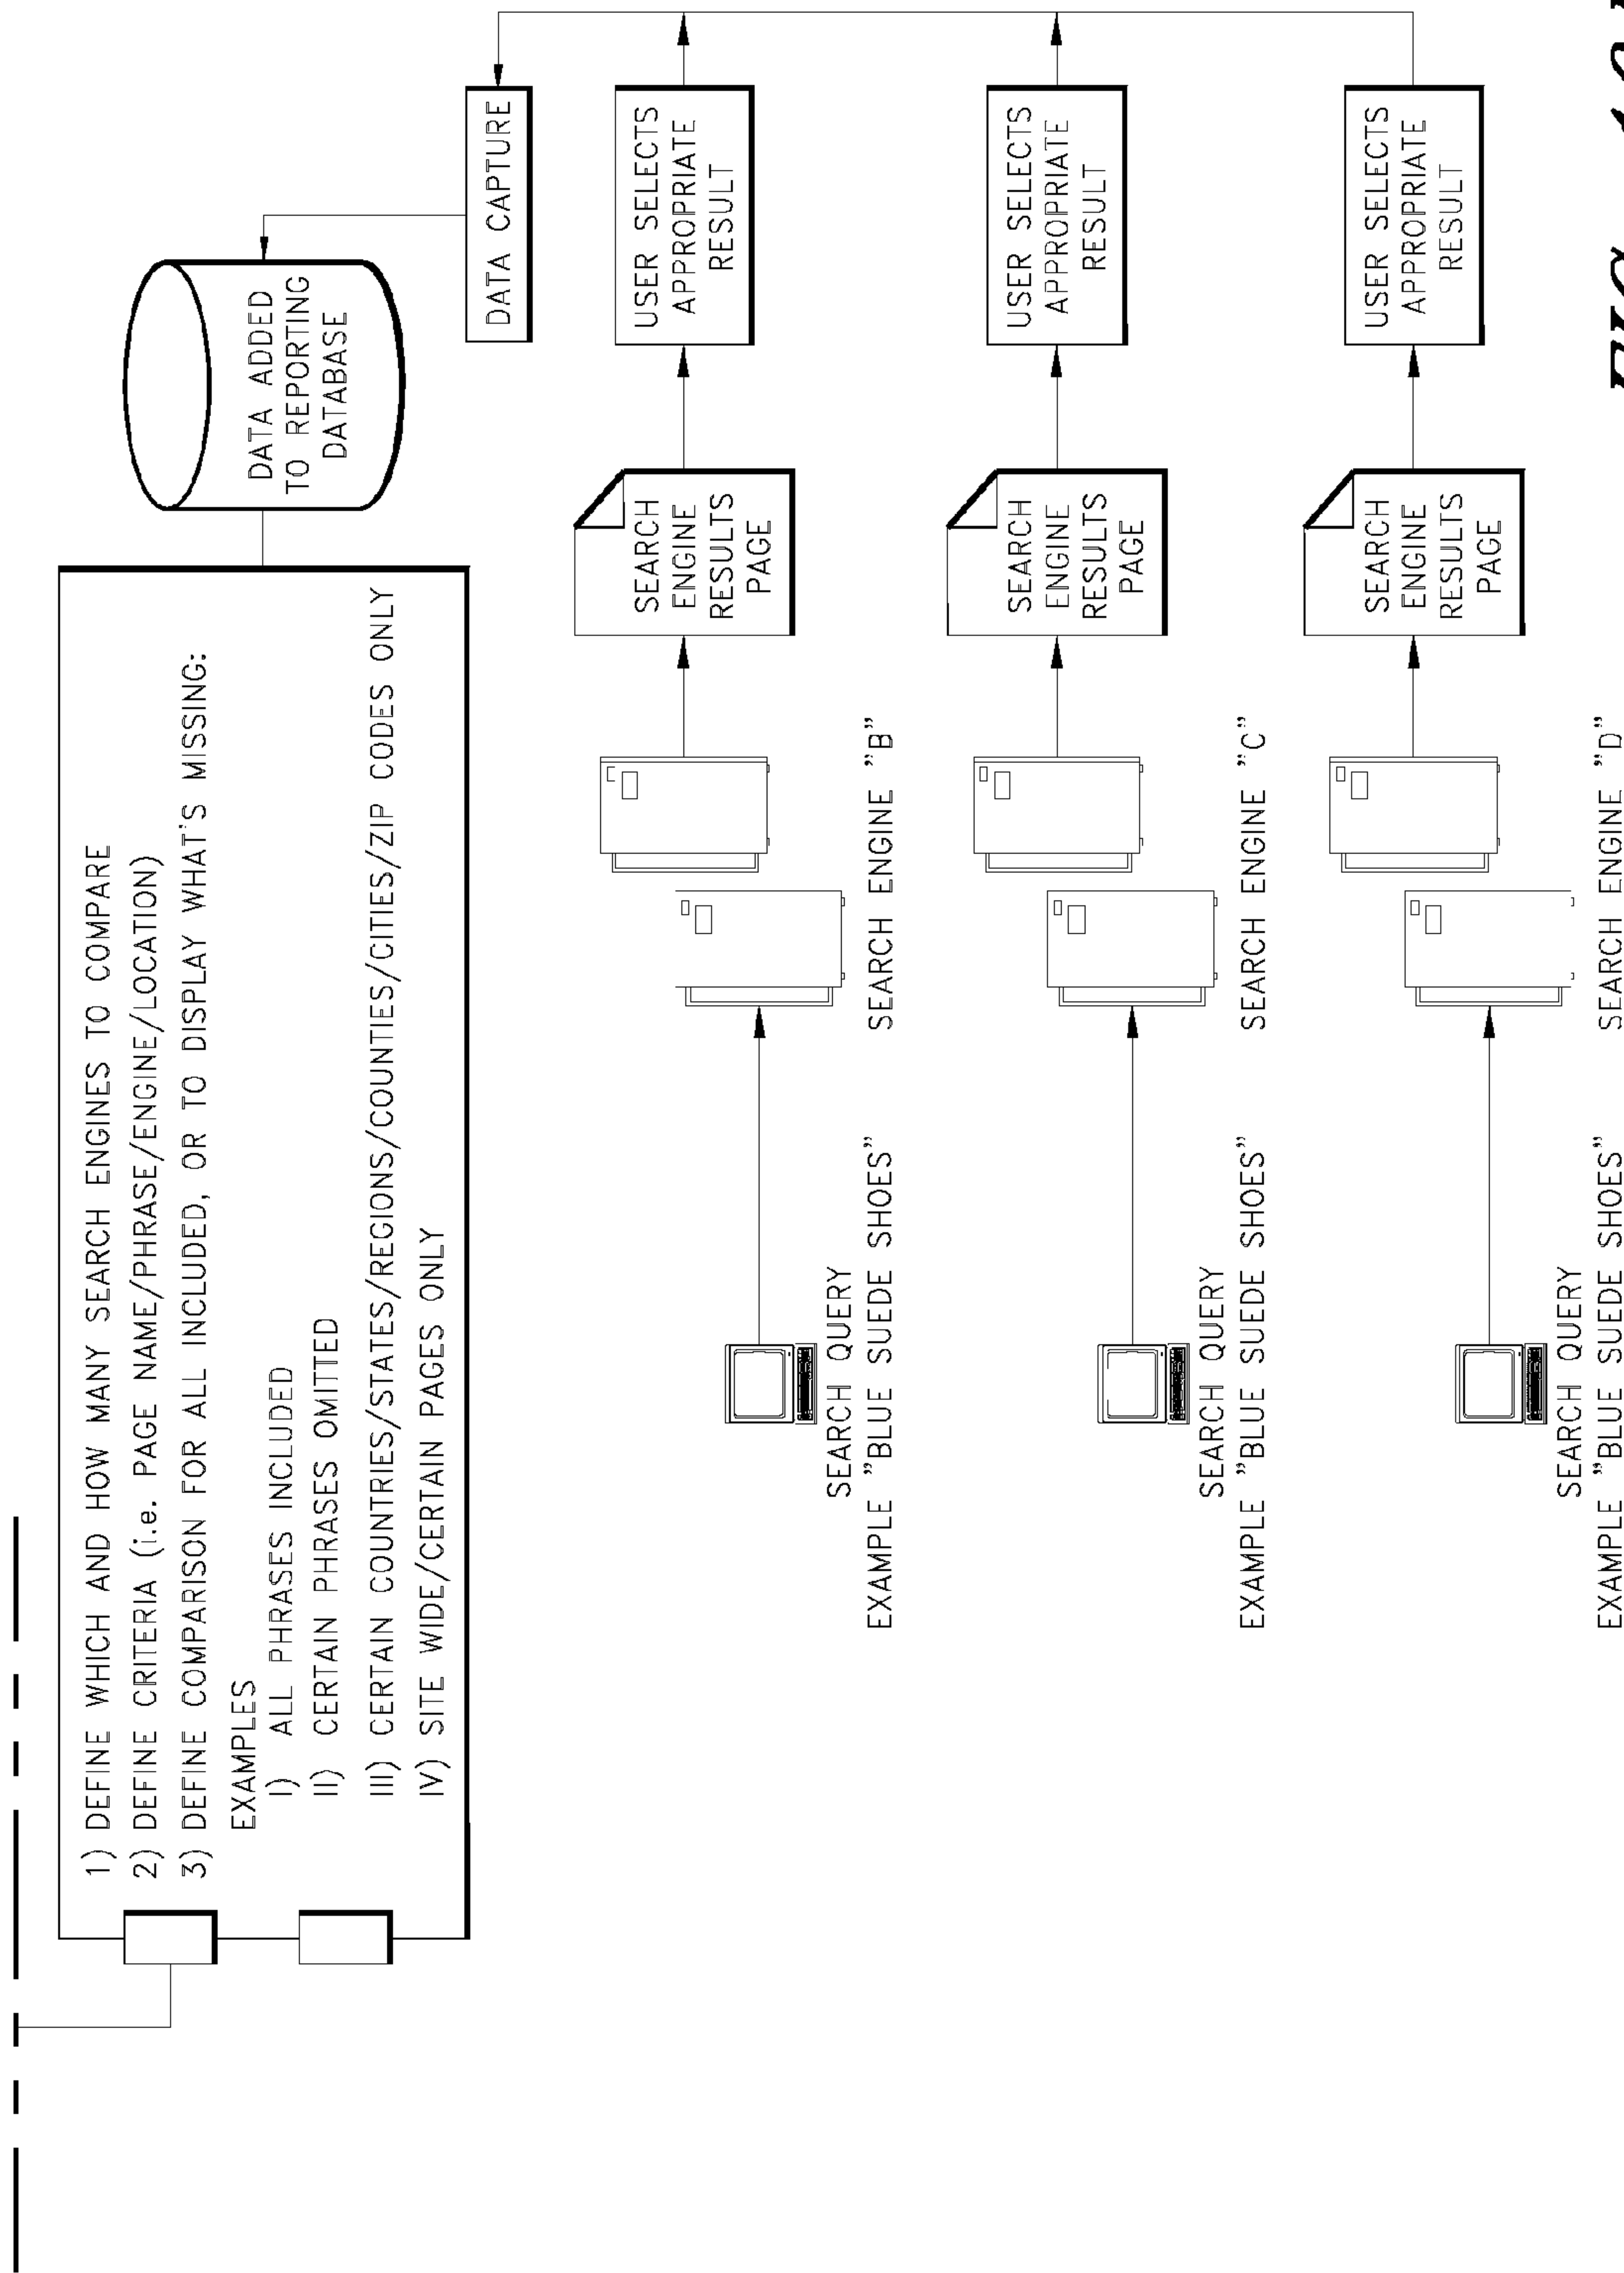 1) DEFINE WHICH AND HOW MANY SEARCH ENGINES TO COMPARE
2) DEFINE CRITERIA (i.e. PAGE NAME/PHRASE/ENGINE/LOCATION)
3) DEFINE COMPARISON FOR ALL INCLUDED, OR TO DISPLAY WHAT'S MISSING:
EXAMPLES
I) ALL PHRASES INCLUDED
II) CERTAIN PHRASES OMITTED
III) CERTAIN COUNTRIES/STATES/REGIONS/COUNTIES/CITIES/ZIP CODES ONLY
IV) SITE WIDE/CERTAIN PAGES ONLY
DATA ADDED
TO REPORTING
DATABASE
DATA CAPTURE
SEARCH QUERY
EXAMPLE "BLUE SUEDE SHOES"
SEARCH ENGINE "B"
SEARCH
ENGINE
RESULTS
PAGE
USER SELECTS
APPROPRIATE
RESULT
SEARCH QUERY
EXAMPLE "BLUE SUEDE SHOES"
SEARCH ENGINE "C"
SEARCH
ENGINE
RESULTS
PAGE
USER SELECTS
APPROPRIATE
RESULT
SEARCH QUERY
EXAMPLE "BLUE SUEDE SHOES"
SEARCH ENGINE "D"
SEARCH
ENGINE
RESULTS
PAGE
USER SELECTS
APPROPRIATE
RESULT